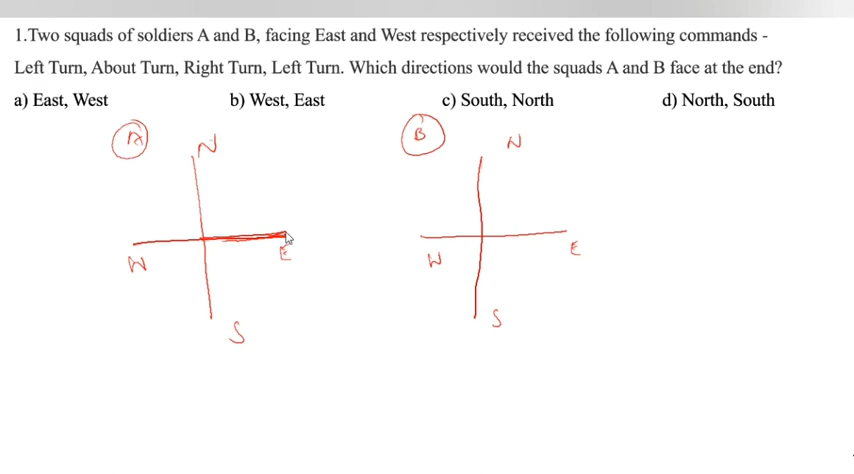 1.Two squads of soldiers A and B, facing East and West respectively received the following commands -
Left Turn, About Turn, Right Turn, Left Turn. Which directions would the squads A and B face at the end?
a) East, West b) West, East c) South, North d) North, South
A B
N N
W E W E
S S